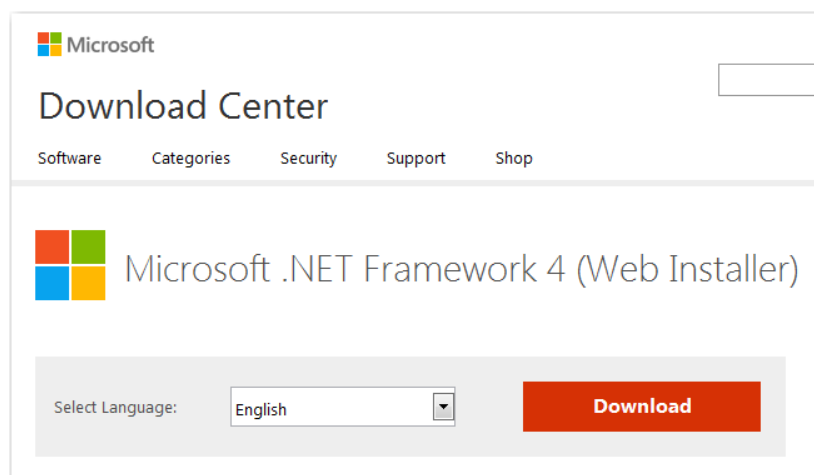 Microsoft
Download Center
Software Categories Security Support Shop
Microsoft .NET Framework 4 (Web Installer)
Select Language: English Download